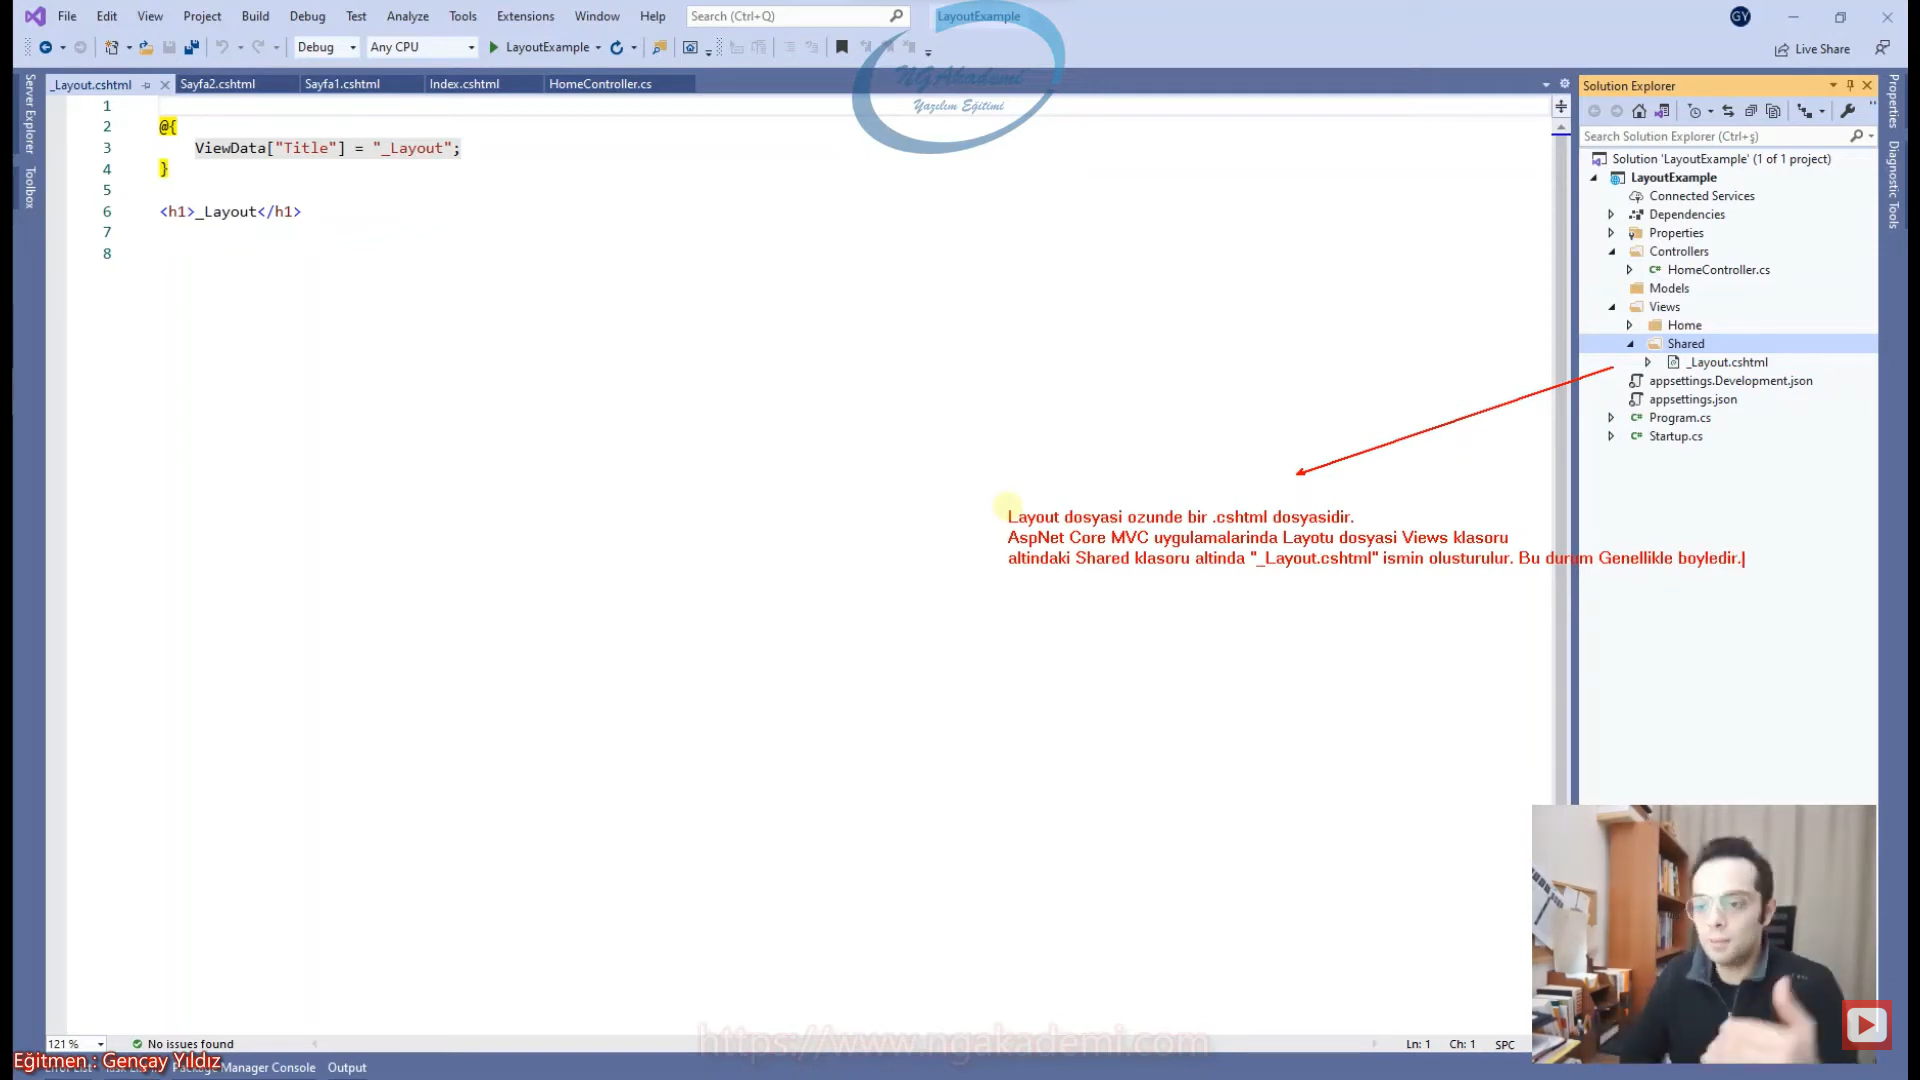 File Edit View Project Build Debug Test Analyze Tools Extensions Window Help Search (Ctrl+Q) LayoutExample GY
Debug Any CPU LayoutExample Live Share
NGAkademi
Yazılım Eğitimi
_Layout.cshtml Sayfa2.cshtml Sayfa1.cshtml Index.cshtml HomeController.cs
Server Explorer
Toolbox
1
2 @{
3 ViewData["Title"] = "_Layout";
4 }
5
6 <h1>_Layout</h1>
7
8
Solution Explorer
Search Solution Explorer (Ctrl+ş)
Solution 'LayoutExample' (1 of 1 project)
LayoutExample
Connected Services
Dependencies
Properties
Controllers
C# HomeController.cs
Models
Views
Home
Shared
_Layout.cshtml
appsettings.Development.json
appsettings.json
C# Program.cs
C# Startup.cs
Properties
Diagnostic Tools
Layout dosyasi ozunde bir .cshtml dosyasidir.
AspNet Core MVC uygulamalarinda Layotu dosyasi Views klasoru
altindaki Shared klasoru altinda "_Layout.cshtml" ismin olusturulur. Bu durum Genellikle boyledir.
121 % No issues found Ln: 1 Ch: 1 SPC
https://www.ngakademi.com
Eğitmen : Gençay Yıldız
Package Manager Console Output